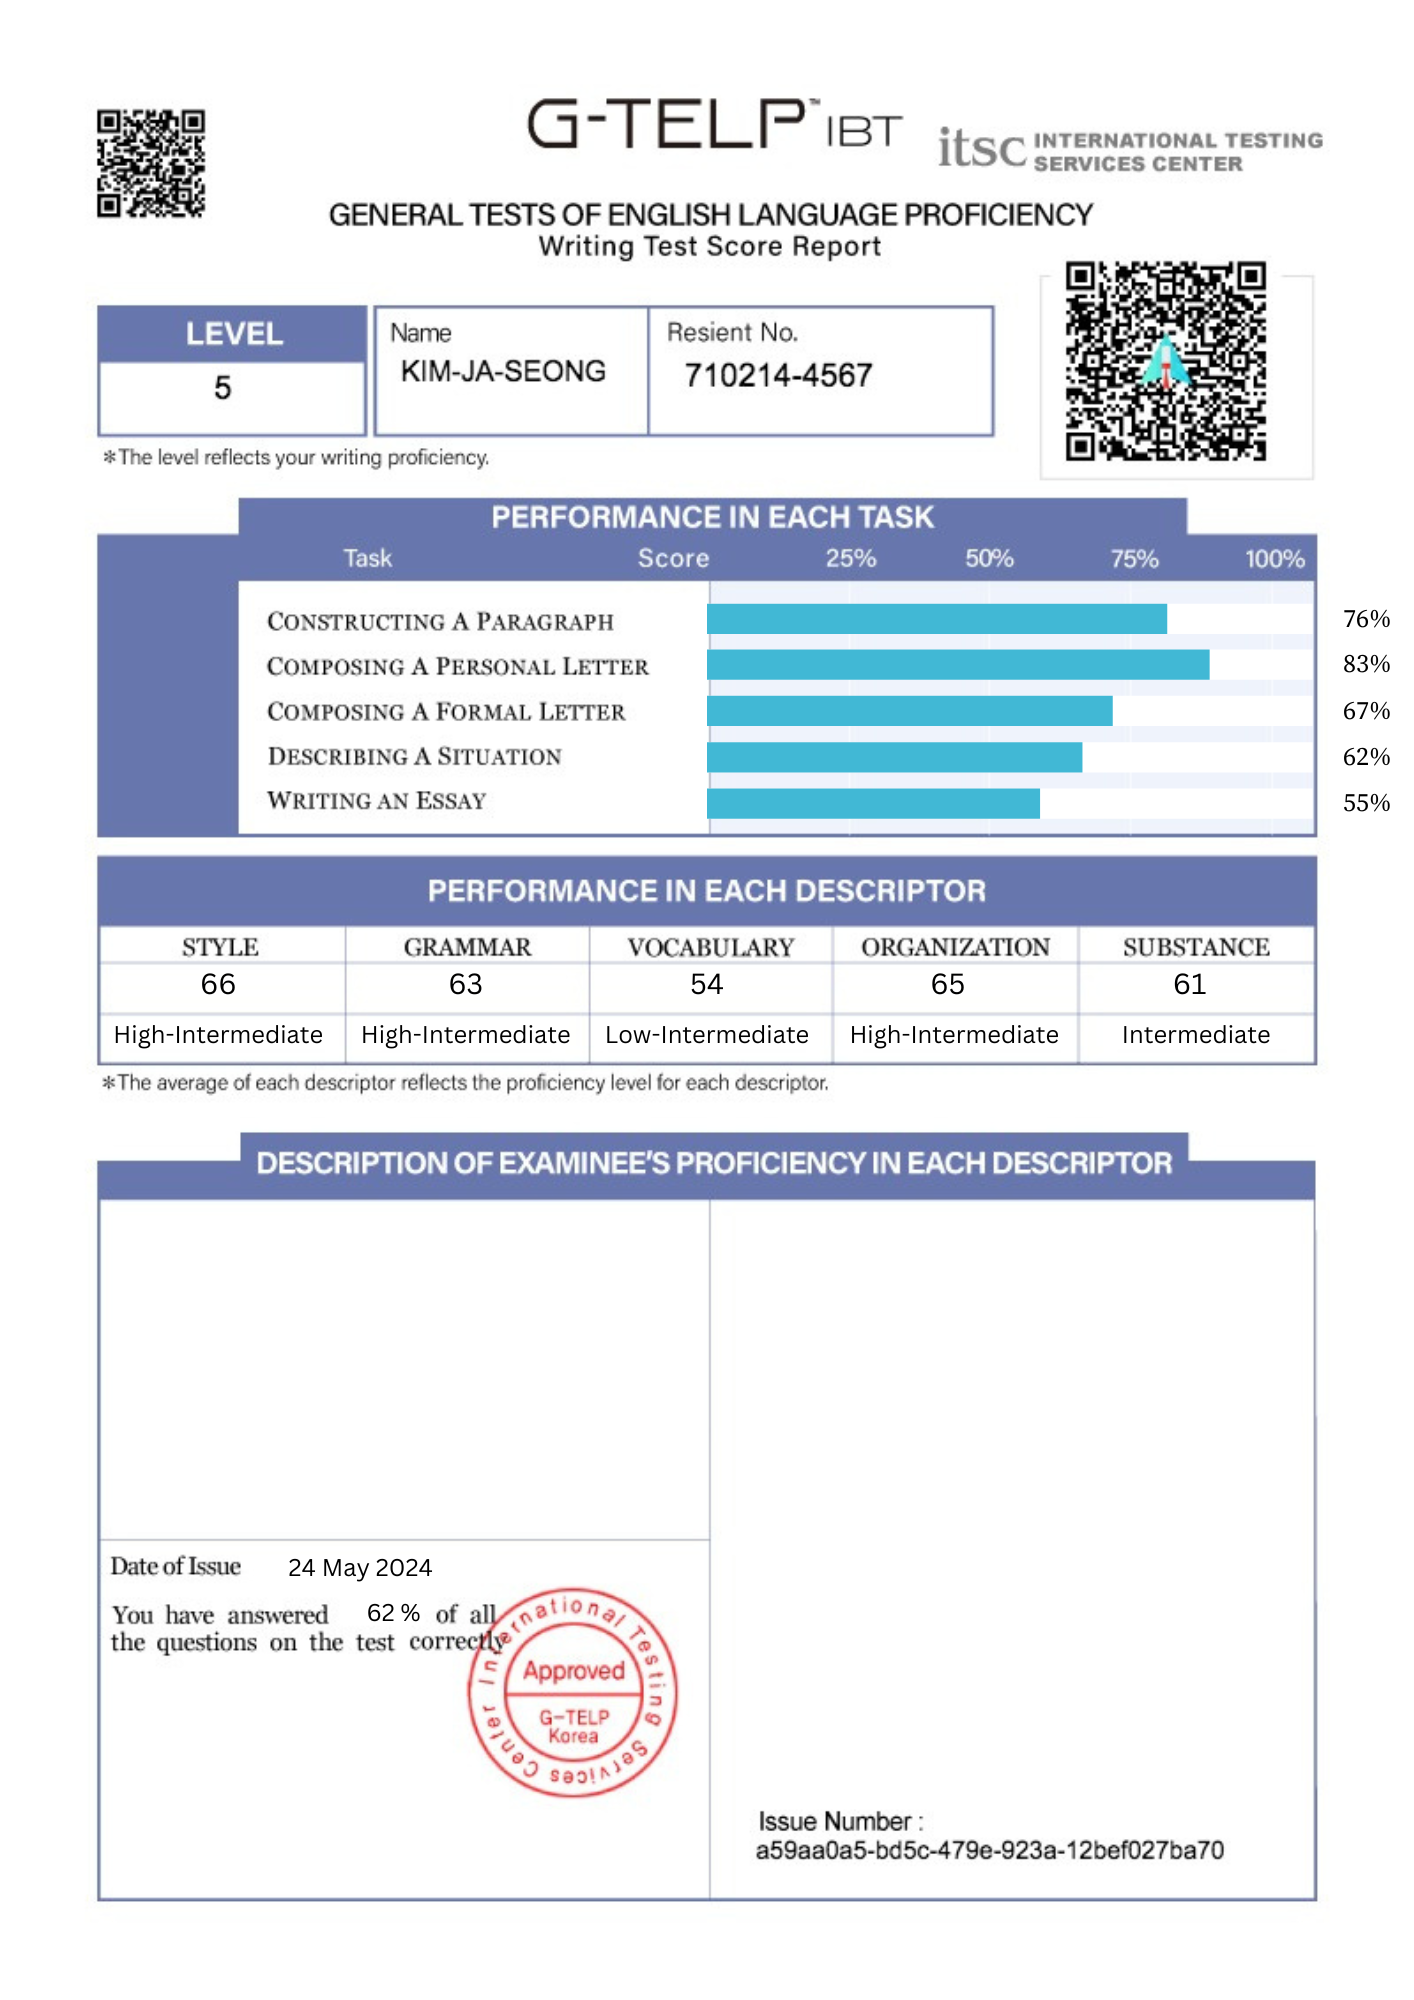 G-TELP™ IBT
itsc INTERNATIONAL TESTING
SERVICES CENTER
GENERAL TESTS OF ENGLISH LANGUAGE PROFICIENCY
Writing Test Score Report
LEVEL
5
Name
KIM-JA-SEONG
Resient No.
710214-4567
*The level reflects your writing proficiency.
PERFORMANCE IN EACH TASK
Task Score 25% 50% 75% 100%
CONSTRUCTING A PARAGRAPH 76%
COMPOSING A PERSONAL LETTER 83%
COMPOSING A FORMAL LETTER 67%
DESCRIBING A SITUATION 62%
WRITING AN ESSAY 55%
PERFORMANCE IN EACH DESCRIPTOR
STYLE GRAMMAR VOCABULARY ORGANIZATION SUBSTANCE
66 63 54 65 61
High-Intermediate High-Intermediate Low-Intermediate High-Intermediate Intermediate
*The average of each descriptor reflects the proficiency level for each descriptor.
DESCRIPTION OF EXAMINEE'S PROFICIENCY IN EACH DESCRIPTOR
Date of Issue 24 May 2024
You have answered 62 % of all
the questions on the test correctly
International Testing Services Center
Approved
G-TELP
Korea
Issue Number :
a59aa0a5-bd5c-479e-923a-12bef027ba70